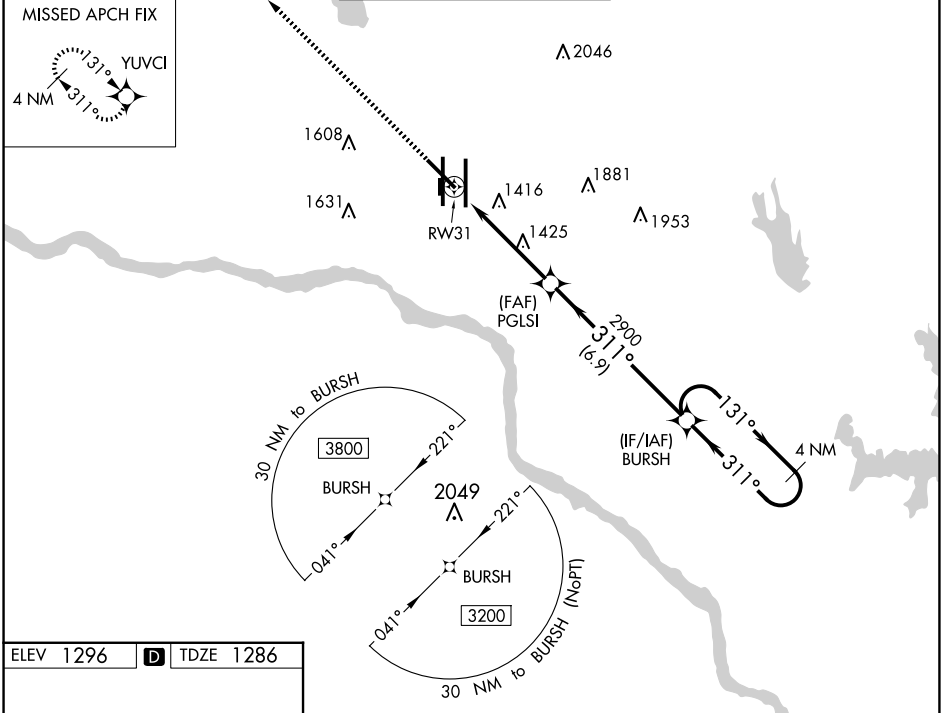 MISSED APCH FIX
YUVCI
131°
4 NM
311°
2046
1608
1631
1416
1881
1953
1425
RW31
(FAF)
PGLSI
2900
311°
(6.9)
131°
(IF/IAF)
BURSH
4 NM
311°
30 NM to BURSH
3800
221°
BURSH
041°
2049
221°
BURSH
041°
3200
30 NM to BURSH (NoPT)
ELEV 1296 D TDZE 1286